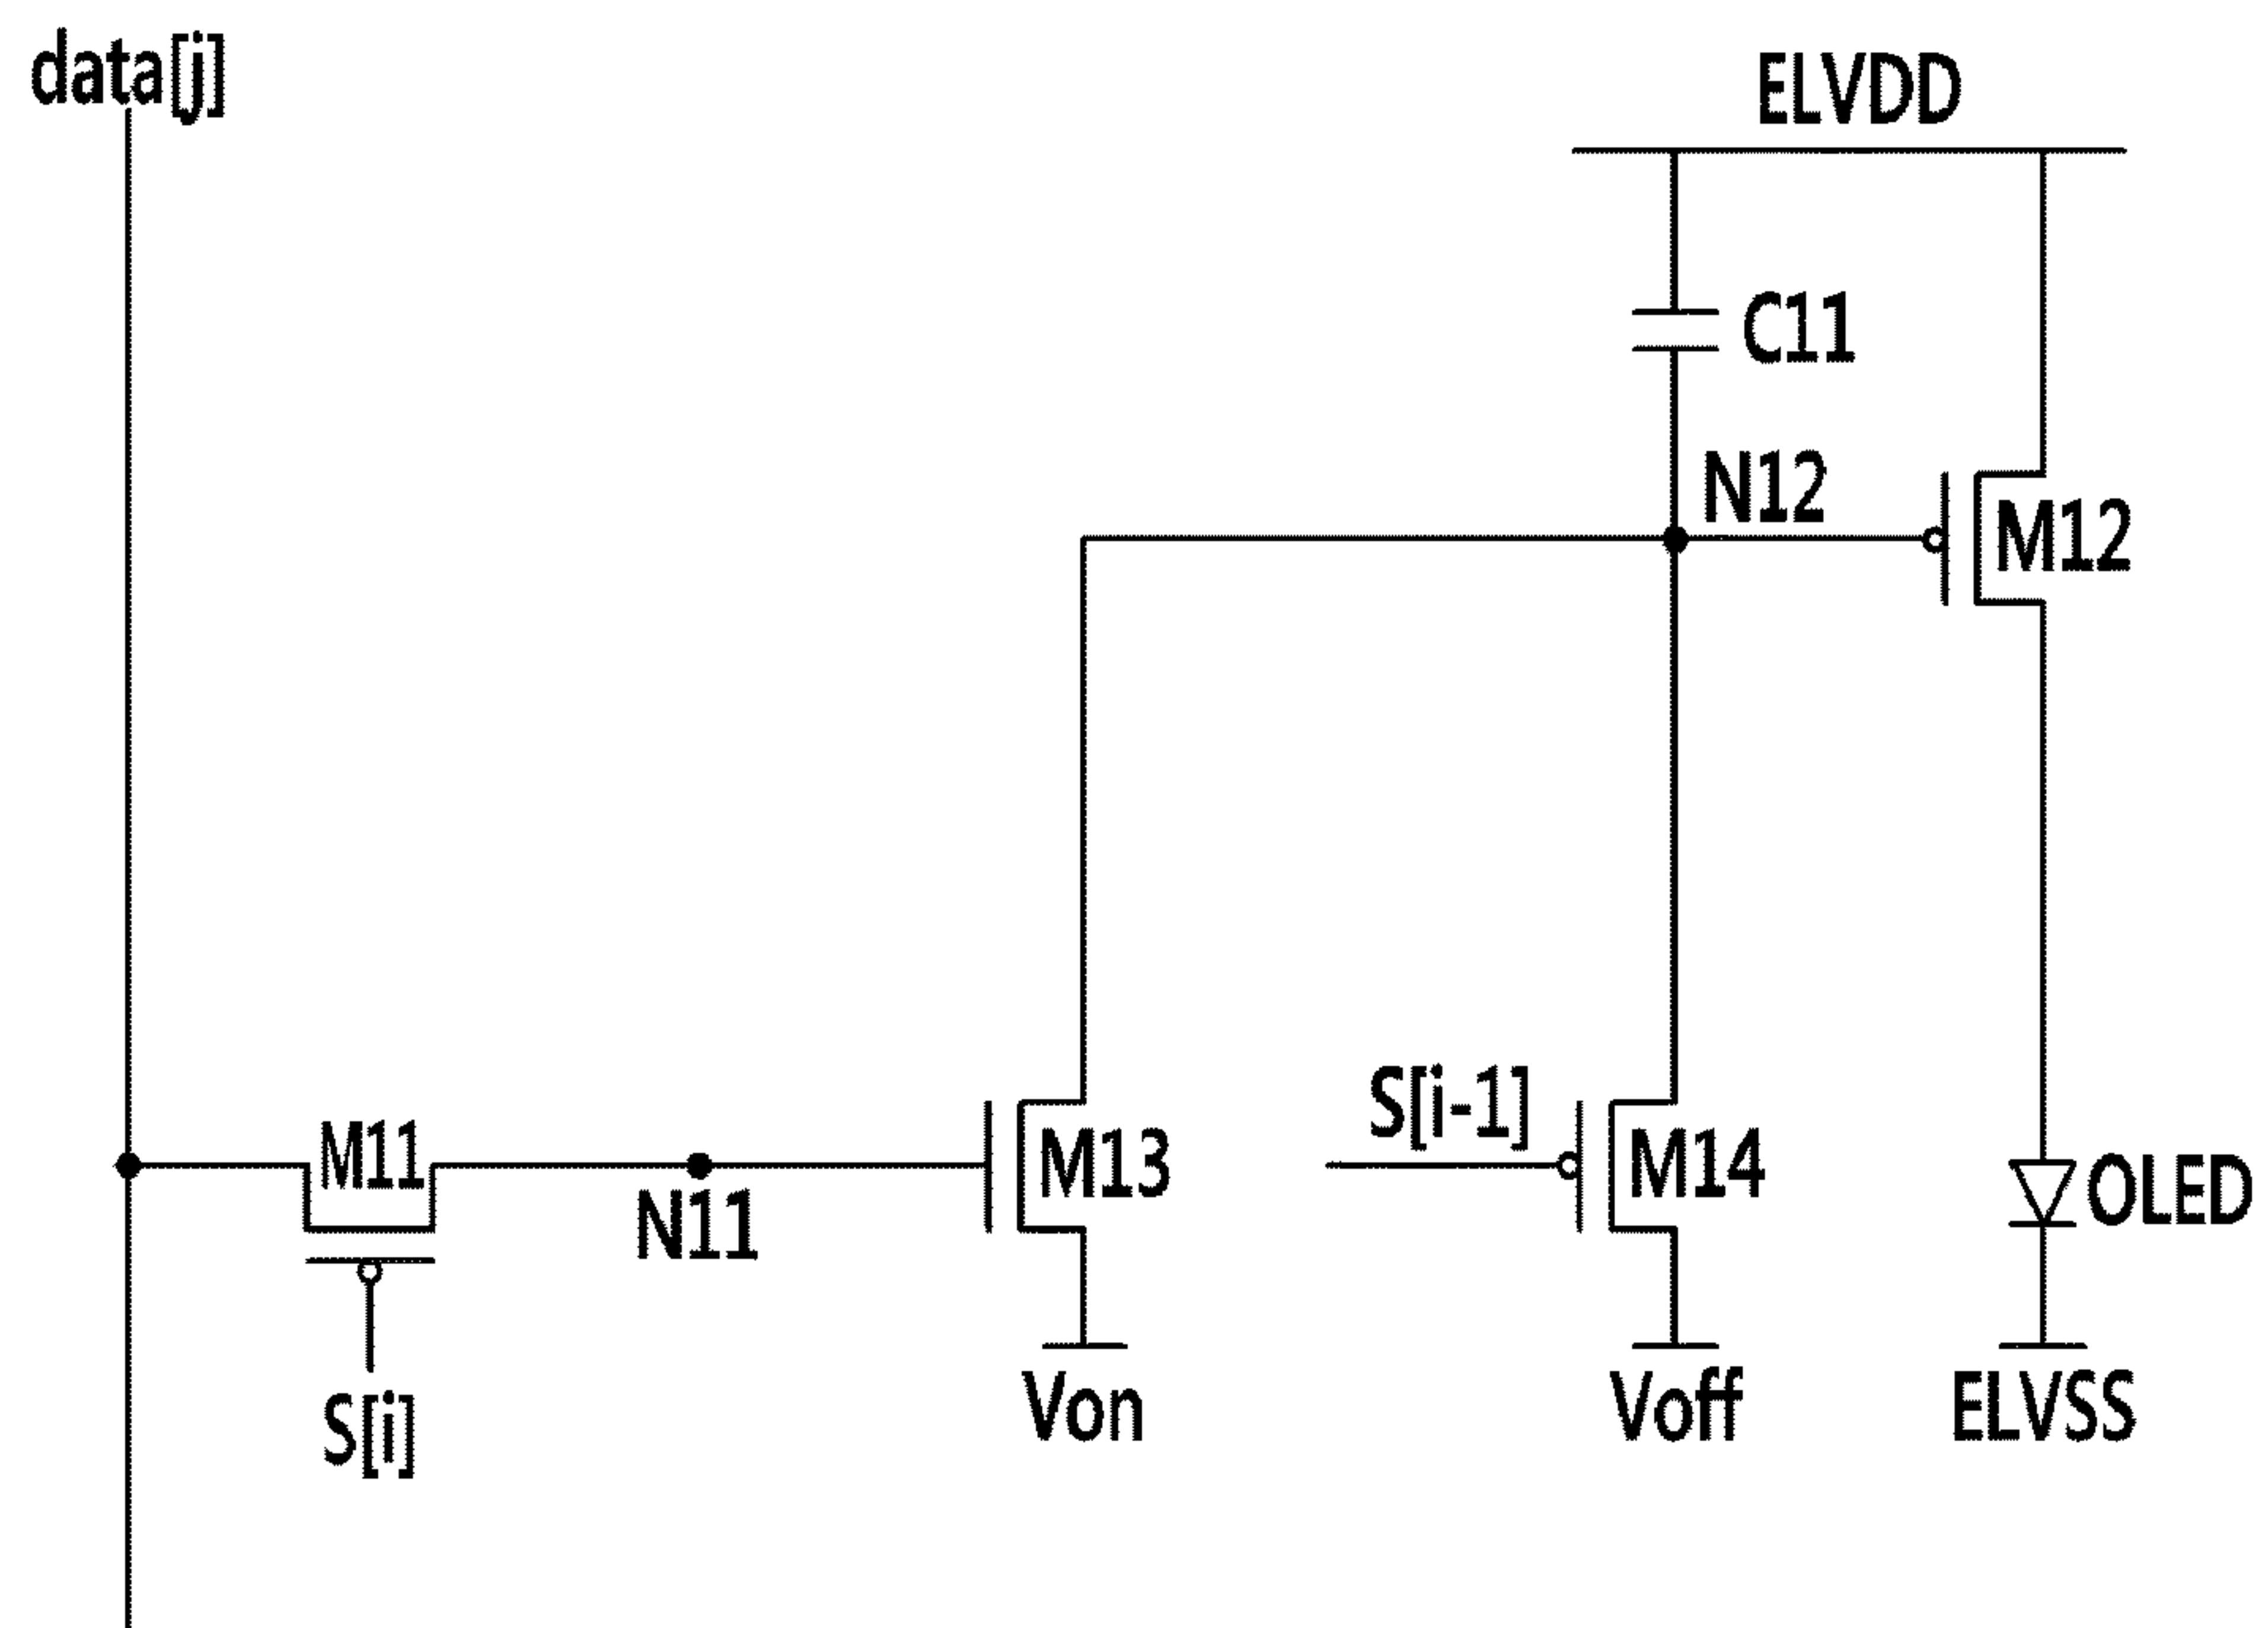 data[j]
ELVDD
C11
N12
M12
S[i-1]
M11
M13
M14
OLED
N11
Von
Voff
ELVSS
S[i]